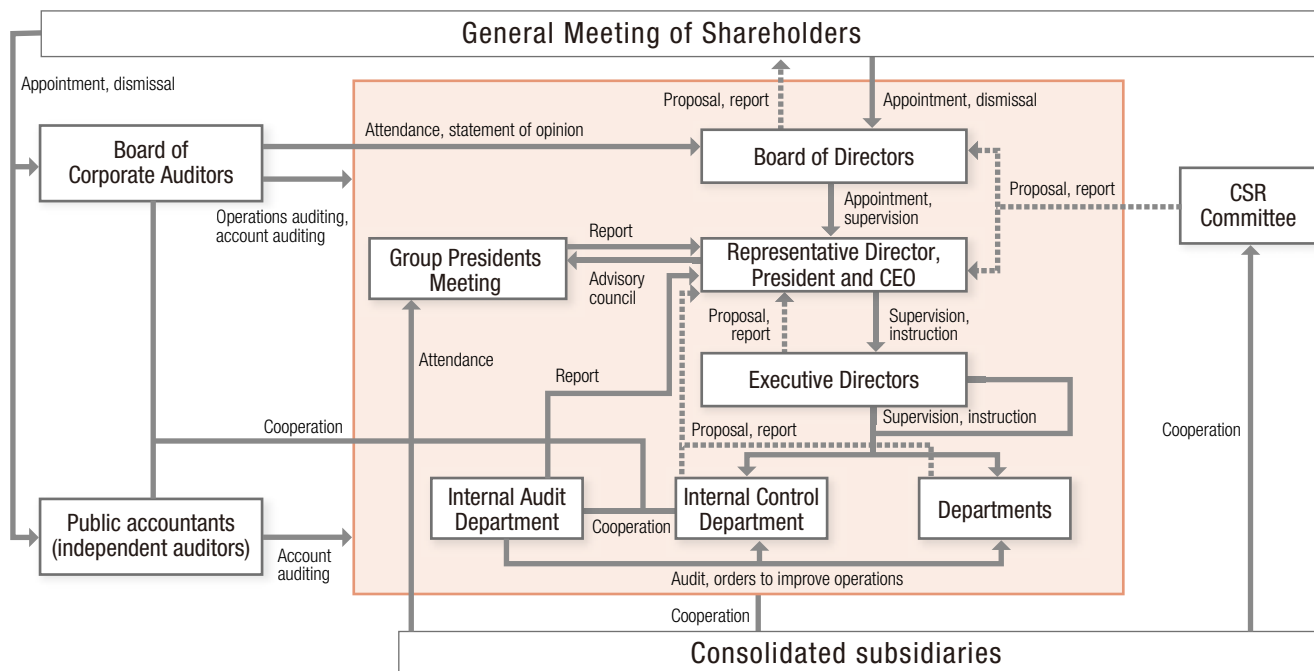 General Meeting of Shareholders
Appointment, dismissal
Proposal, report
Appointment, dismissal
Attendance, statement of opinion
Board of
Corporate Auditors
Board of Directors
Operations auditing,
account auditing
Appointment,
supervision
Proposal, report
CSR
Committee
Report
Group Presidents
Meeting
Advisory
council
Representative Director,
President and CEO
Proposal,
report
Supervision,
instruction
Attendance
Report
Executive Directors
Supervision, instruction
Cooperation
Proposal, report
Cooperation
Internal Audit
Department
Cooperation
Internal Control
Department
Departments
Public accountants
(independent auditors)
Account
auditing
Audit, orders to improve operations
Cooperation
Consolidated subsidiaries